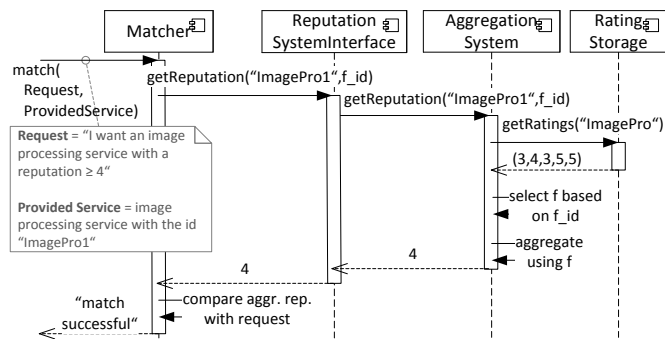 Matcher
Reputation
SystemInterface
Aggregation
System
Rating
Storage
match(
Request,
ProvidedService)
getReputation(“ImagePro1“,f_id)
getReputation(“ImagePro1“,f_id)
getRatings(“ImagePro“)
(3,4,3,5,5)
Request = “I want an image
processing service with a
reputation ≥ 4“
Provided Service = image
processing service with the id
“ImagePro1“
select f based
on f_id
aggregate
using f
4
4
compare aggr. rep.
with request
“match
successful“